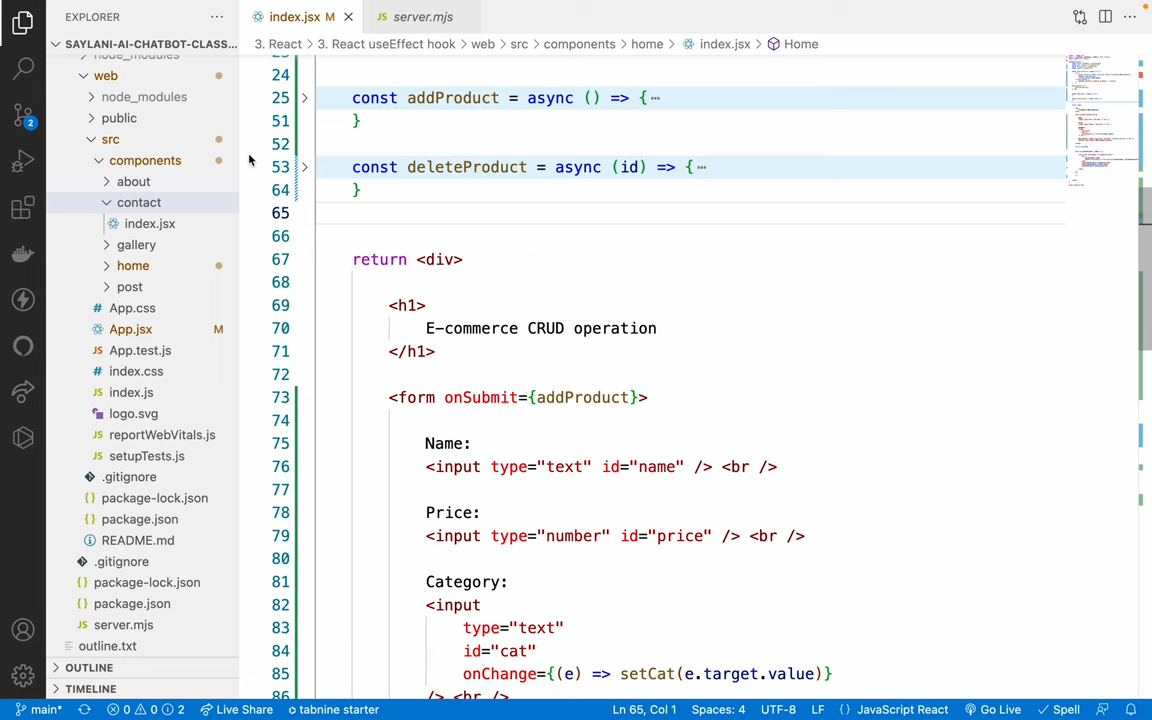 EXPLORER
index.jsx M
server.mjs
SAYLANI-AI-CHATBOT-CLASS...
3. React > 3. React useEffect hook > web > src > components > home > index.jsx > Home
node_modules
web
node_modules
public
src
components
about
contact
index.jsx
gallery
home
post
App.css
App.jsx M
App.test.js
index.css
index.js
logo.svg
reportWebVitals.js
setupTests.js
.gitignore
package-lock.json
package.json
README.md
.gitignore
package-lock.json
package.json
server.mjs
outline.txt
OUTLINE
TIMELINE
2
24
25 const addProduct = async () => {⋯
51 }
52
53 const deleteProduct = async (id) => {⋯
64 }
65
66
67 return <div>
68
69 <h1>
70 E-commerce CRUD operation
71 </h1>
72
73 <form onSubmit={addProduct}>
74
75 Name:
76 <input type="text" id="name" /> <br />
77
78 Price:
79 <input type="number" id="price" /> <br />
80
81 Category:
82 <input
83 type="text"
84 id="cat"
85 onChange={(e) => setCat(e.target.value)}
86 /> <br />
main* 0 0 2 Live Share tabnine starter Ln 65, Col 1 Spaces: 4 UTF-8 LF {} JavaScript React Go Live Spell